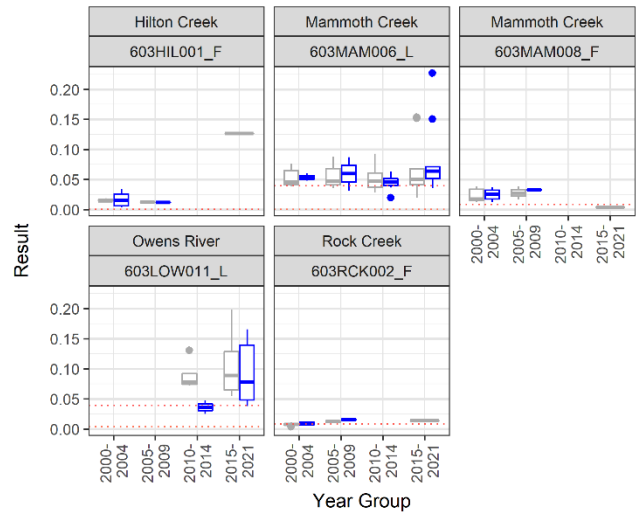 Hilton Creek
Mammoth Creek
Mammoth Creek
603HIL001_F
603MAM006_L
603MAM008_F
0.20
0.15
0.10
0.05
0.00
Result
2000-
2004
2005-
2009
2010-
2014
2015-
2021
Owens River
Rock Creek
603LOW011_L
603RCK002_F
0.20
0.15
0.10
0.05
0.00
2000-
2004
2005-
2009
2010-
2014
2015-
2021
2000-
2004
2005-
2009
2010-
2014
2015-
2021
Year Group